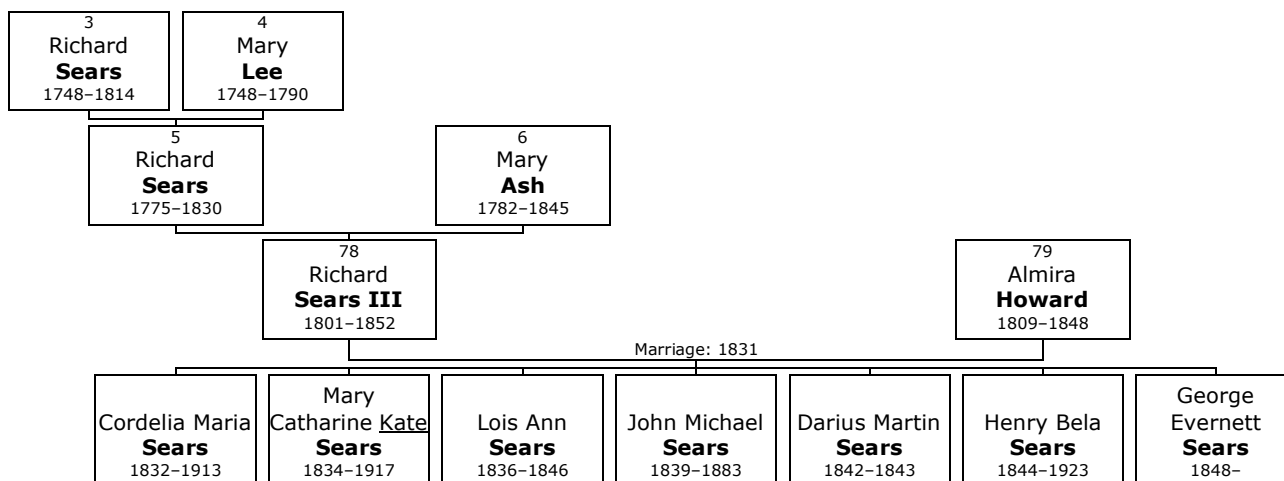 3
Richard
Sears
1748–1814
4
Mary
Lee
1748–1790
5
Richard
Sears
1775–1830
6
Mary
Ash
1782–1845
78
Richard
Sears III
1801–1852
79
Almira
Howard
1809–1848
Marriage: 1831
Cordelia Maria
Sears
1832–1913
Mary
Catharine Kate
Sears
1834–1917
Lois Ann
Sears
1836–1846
John Michael
Sears
1839–1883
Darius Martin
Sears
1842–1843
Henry Bela
Sears
1844–1923
George
Evernett
Sears
1848–